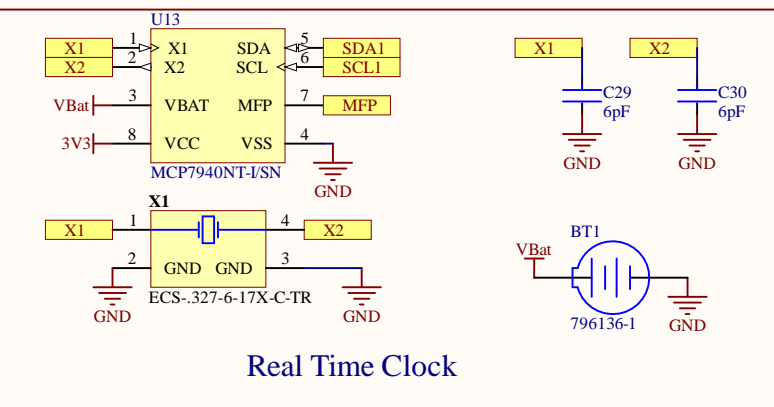 U13
X1 1 X1 SDA 5 SDA1
X2 2 X2 SCL 6 SCL1
VBat 3 VBAT MFP 7 MFP
3V3 8 VCC VSS 4
MCP7940NT-I/SN
GND
X1
X1 1 4 X2
2 GND GND 3
ECS-.327-6-17X-C-TR
GND GND
X1 X2
C29 C30
6pF 6pF
GND GND
BT1
VBat
796136-1 GND
Real Time Clock